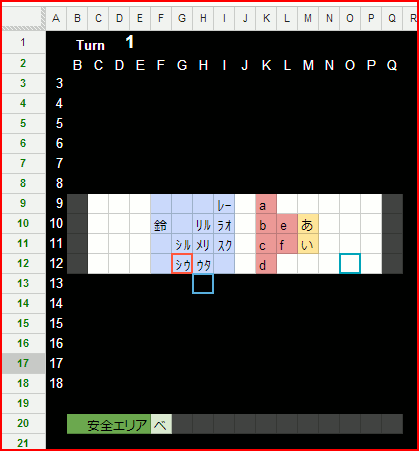 A B C D E F G H I J K L M N O P Q
1 Turn 1
2 B C D E F G H I J K L M N O P Q
3 3
4 4
5 5
6 6
7 7
8 8
9 9 ﾚｰ a
10 10 鈴 ﾘﾙ ﾗｵ b e あ
11 11 ｼﾙ ﾒﾘ ｽｸ c f い
12 12 ｼｳ ｳﾀ d
13 13
14 14
15 15
16 16
17 17
18 18
19
20 安全エリア ベ
21